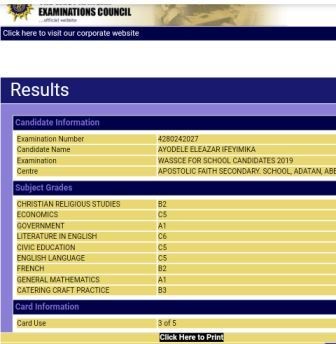 EXAMINATIONS COUNCIL
...official website
Click here to visit our corporate website
Results
Candidate Information
Examination Number 4280242027
Candidate Name AYODELE ELEAZAR IFEYIMIKA
Examination WASSCE FOR SCHOOL CANDIDATES 2019
Centre APOSTOLIC FAITH SECONDARY. SCHOOL, ADATAN, ABE
Subject Grades
CHRISTIAN RELIGIOUS STUDIES B2
ECONOMICS C5
GOVERNMENT A1
LITERATURE IN ENGLISH C6
CIVIC EDUCATION C5
ENGLISH LANGUAGE C5
FRENCH B2
GENERAL MATHEMATICS A1
CATERING CRAFT PRACTICE B3
Card Information
Card Use 3 of 5
Click Here to Print